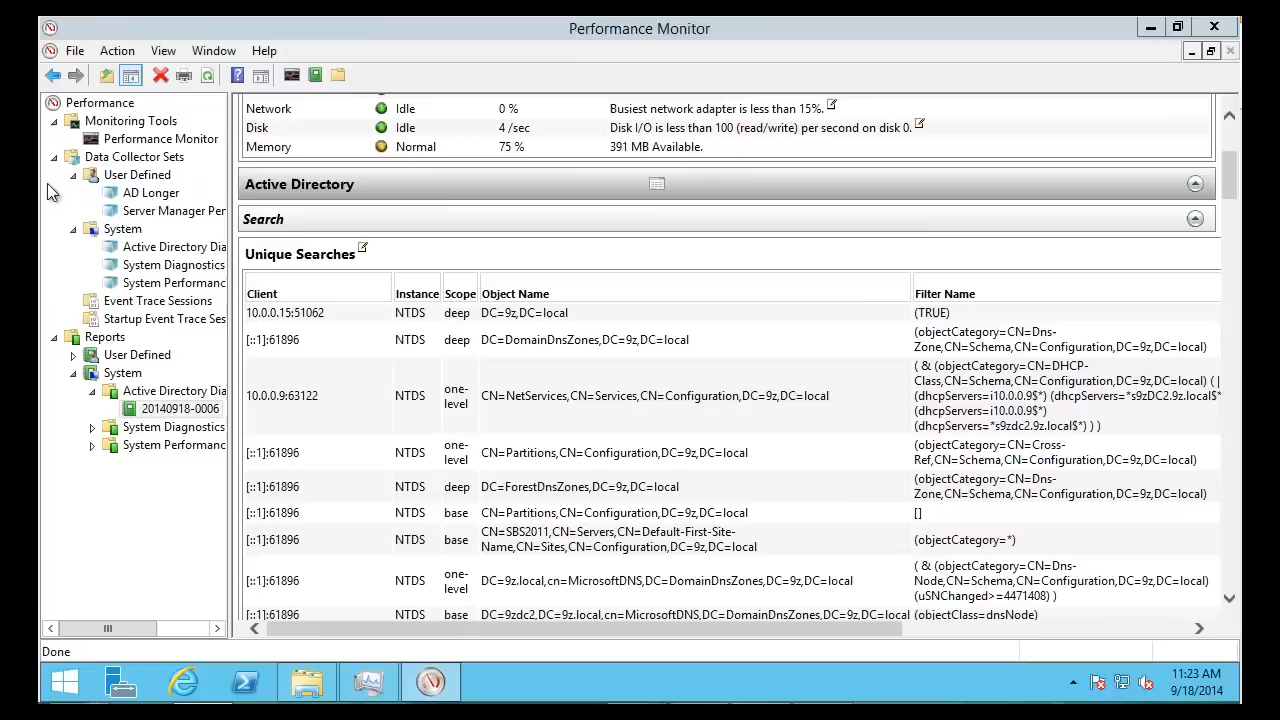 Performance Monitor
File Action View Window Help
Performance
Monitoring Tools
Performance Monitor
Data Collector Sets
User Defined
AD Longer
Server Manager Per
System
Active Directory Dia
System Diagnostics
System Performanc
Event Trace Sessions
Startup Event Trace Ses
Reports
User Defined
System
Active Directory Dia
20140918-0006
System Diagnostics
System Performanc
Network Idle 0 % Busiest network adapter is less than 15%.
Disk Idle 4 /sec Disk I/O is less than 100 (read/write) per second on disk 0.
Memory Normal 75 % 391 MB Available.
Active Directory
Search
Unique Searches
Client Instance Scope Object Name Filter Name
10.0.0.15:51062 NTDS deep DC=9z,DC=local (TRUE)
[::1]:61896 NTDS deep DC=DomainDnsZones,DC=9z,DC=local (objectCategory=CN=Dns-
Zone,CN=Schema,CN=Configuration,DC=9z,DC=local)
( & (objectCategory=CN=DHCP-
Class,CN=Schema,CN=Configuration,DC=9z,DC=local) ( |
10.0.0.9:63122 NTDS one-
level CN=NetServices,CN=Services,CN=Configuration,DC=9z,DC=local (dhcpServers=i10.0.0.9$*) (dhcpServers=*s9zDC2.9z.local$*
(dhcpServers=i10.0.0.9$*)
(dhcpServers=*s9zdc2.9z.local$*) ) )
[::1]:61896 NTDS one-
level CN=Partitions,CN=Configuration,DC=9z,DC=local (objectCategory=CN=Cross-
Ref,CN=Schema,CN=Configuration,DC=9z,DC=local)
[::1]:61896 NTDS deep DC=ForestDnsZones,DC=9z,DC=local (objectCategory=CN=Dns-
Zone,CN=Schema,CN=Configuration,DC=9z,DC=local)
[::1]:61896 NTDS base CN=Partitions,CN=Configuration,DC=9z,DC=local []
[::1]:61896 NTDS base CN=SBS2011,CN=Servers,CN=Default-First-Site-
Name,CN=Sites,CN=Configuration,DC=9z,DC=local (objectCategory=*)
[::1]:61896 NTDS one-
level DC=9z.local,cn=MicrosoftDNS,DC=DomainDnsZones,DC=9z,DC=local ( & (objectCategory=CN=Dns-
Node,CN=Schema,CN=Configuration,DC=9z,DC=local)
(uSNChanged>=4471408) )
[::1]:61896 NTDS base DC=9zdc2,DC=9z.local,cn=MicrosoftDNS,DC=DomainDnsZones,DC=9z,DC=local (objectClass=dnsNode)
Done
11:23 AM
9/18/2014